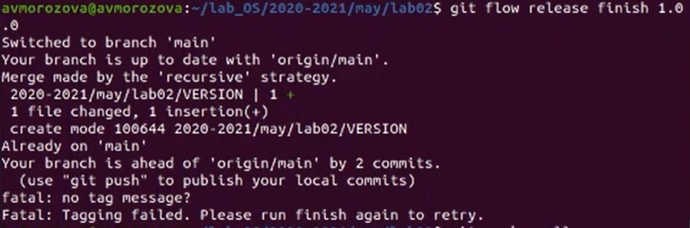 avmorozova@avmorozova:~/lab_OS/2020-2021/may/lab02$ git flow release finish 1.0
.0
Switched to branch 'main'
Your branch is up to date with 'origin/main'.
Merge made by the 'recursive' strategy.
 2020-2021/may/lab02/VERSION | 1 +
 1 file changed, 1 insertion(+)
 create mode 100644 2020-2021/may/lab02/VERSION
Already on 'main'
Your branch is ahead of 'origin/main' by 2 commits.
  (use "git push" to publish your local commits)
fatal: no tag message?
Fatal: Tagging failed. Please run finish again to retry.